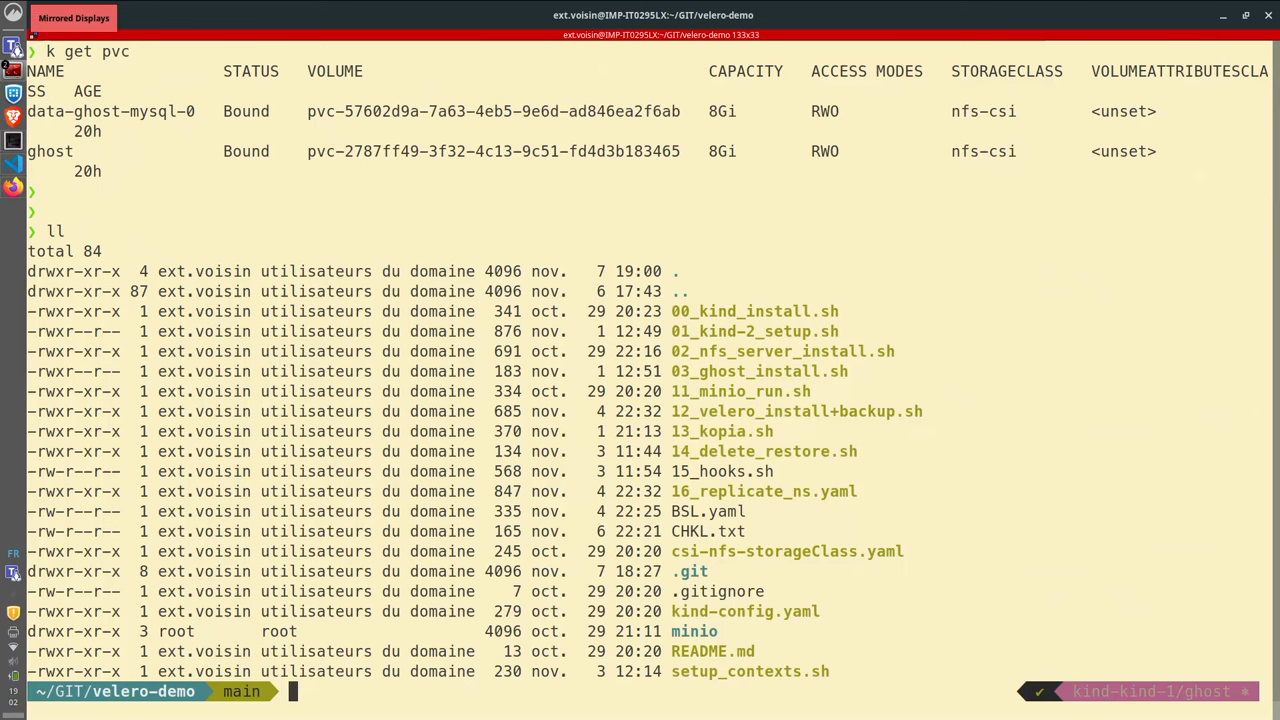 Mirrored Displays
ext.voisin@IMP-IT0295LX:~/GIT/velero-demo
ext.voisin@IMP-IT0295LX:~/GIT/velero-demo 133x33
❯ k get pvc
NAME STATUS VOLUME CAPACITY ACCESS MODES STORAGECLASS VOLUMEATTRIBUTESCLA
SS AGE
data-ghost-mysql-0 Bound pvc-57602d9a-7a63-4eb5-9e6d-ad846ea2f6ab 8Gi RWO nfs-csi <unset>
20h
ghost Bound pvc-2787ff49-3f32-4c13-9c51-fd4d3b183465 8Gi RWO nfs-csi <unset>
20h
❯
❯
❯ ll
total 84
drwxr-xr-x 4 ext.voisin utilisateurs du domaine 4096 nov. 7 19:00 .
drwxr-xr-x 87 ext.voisin utilisateurs du domaine 4096 nov. 6 17:43 ..
-rwxr-xr-x 1 ext.voisin utilisateurs du domaine 341 oct. 29 20:23 00_kind_install.sh
-rwxr--r-- 1 ext.voisin utilisateurs du domaine 876 nov. 1 12:49 01_kind-2_setup.sh
-rwxr-xr-x 1 ext.voisin utilisateurs du domaine 691 oct. 29 22:16 02_nfs_server_install.sh
-rwxr--r-- 1 ext.voisin utilisateurs du domaine 183 nov. 1 12:51 03_ghost_install.sh
-rwxr-xr-x 1 ext.voisin utilisateurs du domaine 334 oct. 29 20:20 11_minio_run.sh
-rwxr-xr-x 1 ext.voisin utilisateurs du domaine 685 nov. 4 22:32 12_velero_install+backup.sh
-rwxr-xr-x 1 ext.voisin utilisateurs du domaine 370 nov. 1 21:13 13_kopia.sh
-rwxr-xr-x 1 ext.voisin utilisateurs du domaine 134 nov. 3 11:44 14_delete_restore.sh
-rw-r--r-- 1 ext.voisin utilisateurs du domaine 568 nov. 3 11:54 15_hooks.sh
-rwxr-xr-x 1 ext.voisin utilisateurs du domaine 847 nov. 4 22:32 16_replicate_ns.yaml
-rw-r--r-- 1 ext.voisin utilisateurs du domaine 335 nov. 4 22:25 BSL.yaml
-rw-r--r-- 1 ext.voisin utilisateurs du domaine 165 nov. 6 22:21 CHKL.txt
-rwxr-xr-x 1 ext.voisin utilisateurs du domaine 245 oct. 29 20:20 csi-nfs-storageClass.yaml
drwxr-xr-x 8 ext.voisin utilisateurs du domaine 4096 nov. 7 18:27 .git
-rw-r--r-- 1 ext.voisin utilisateurs du domaine 7 oct. 29 20:20 .gitignore
-rwxr-xr-x 1 ext.voisin utilisateurs du domaine 279 oct. 29 20:20 kind-config.yaml
drwxr-xr-x 3 root root 4096 oct. 29 21:11 minio
-rwxr-xr-x 1 ext.voisin utilisateurs du domaine 13 oct. 29 20:20 README.md
-rwxr-xr-x 1 ext.voisin utilisateurs du domaine 230 nov. 3 12:14 setup_contexts.sh
~/GIT/velero-demo main ✔ kind-kind-1/ghost ⎈
2
FR
19
02